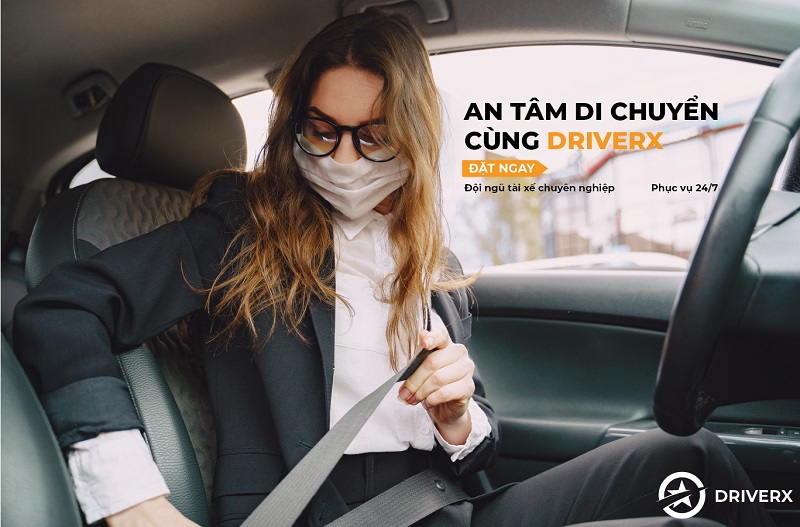 AN TÂM DI CHUYỂN
CÙNG DRIVERX
ĐẶT NGAY
Đội ngũ tài xế chuyên nghiệp Phục vụ 24/7
DRIVERX